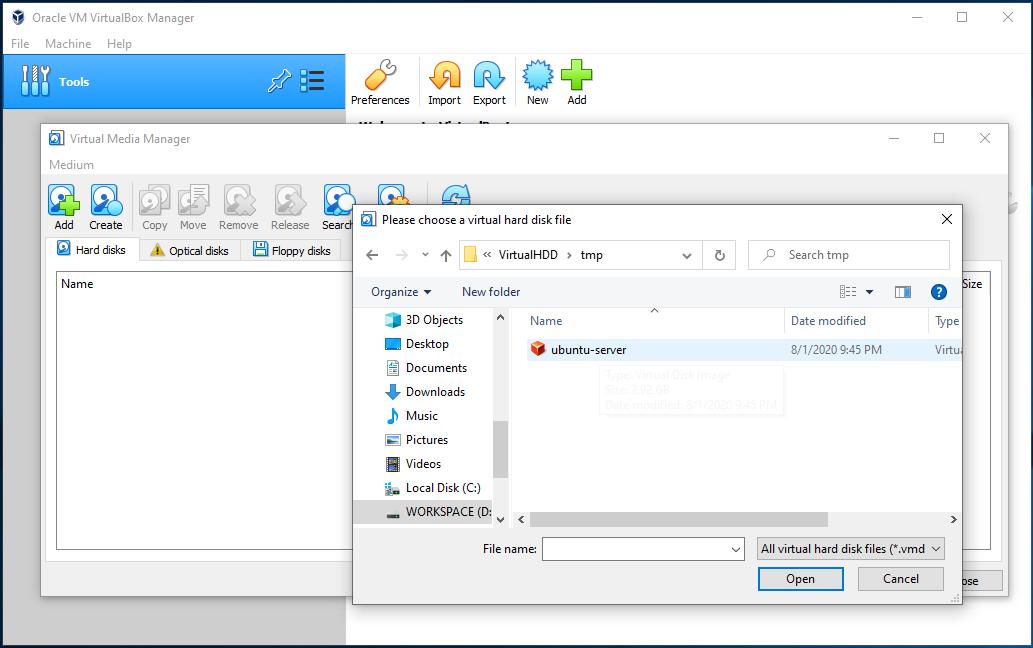 Oracle VM VirtualBox Manager
File Machine Help
Tools
Preferences Import Export New Add
Virtual Media Manager
Medium
Add Create Copy Move Remove Release Search
Hard disks Optical disks Floppy disks
Name Size
Please choose a virtual hard disk file
« VirtualHDD › tmp
Search tmp
Organize New folder
3D Objects
Desktop
Documents
Downloads
Music
Pictures
Videos
Local Disk (C:)
WORKSPACE (D:
Name Date modified Type
ubuntu-server 8/1/2020 9:45 PM Virtu
Type: Virtual Disk Image
Size: 2.92 GB
Date modified: 8/1/2020 9:45 PM
File name: All virtual hard disk files (*.vmd
Open Cancel